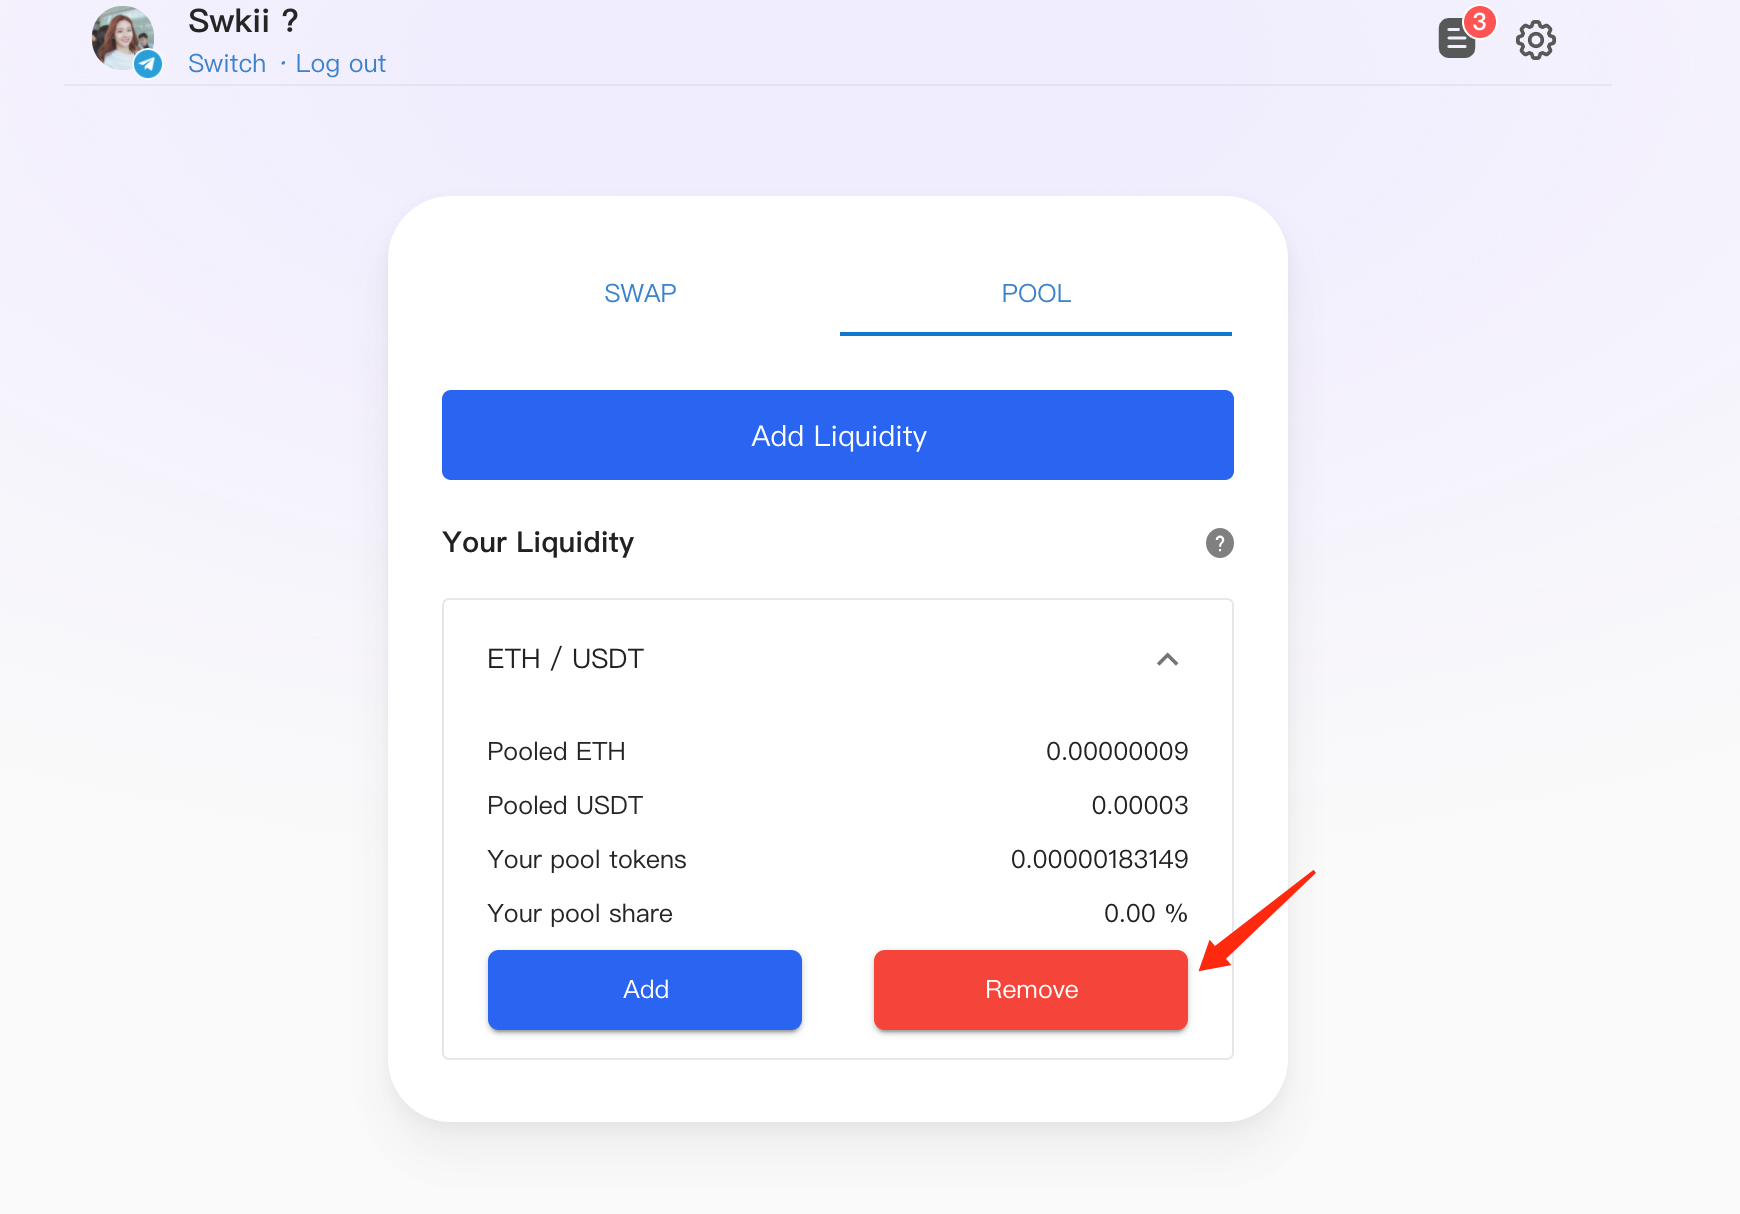 Swkii ?
Switch · Log out
3
SWAP
POOL
Add Liquidity
Your Liquidity
?
ETH / USDT
Pooled ETH 0.00000009
Pooled USDT 0.00003
Your pool tokens 0.00000183149
Your pool share 0.00 %
Add
Remove